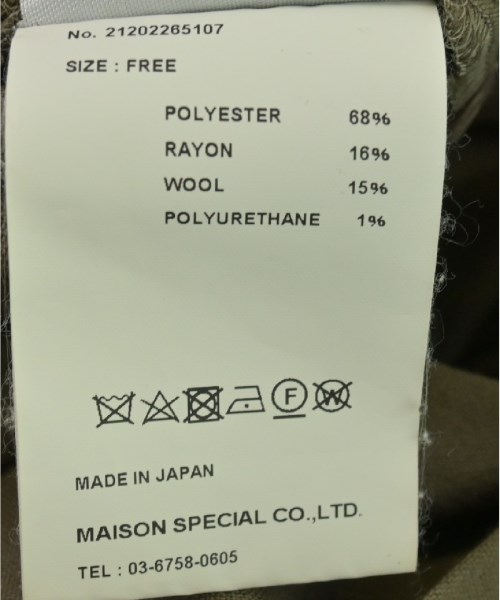 No. 21202265107
SIZE : FREE
POLYESTER 68%
RAYON 16%
WOOL 15%
POLYURETHANE 1%
F W
MADE IN JAPAN
MAISON SPECIAL CO.,LTD.
TEL : 03-6758-0605